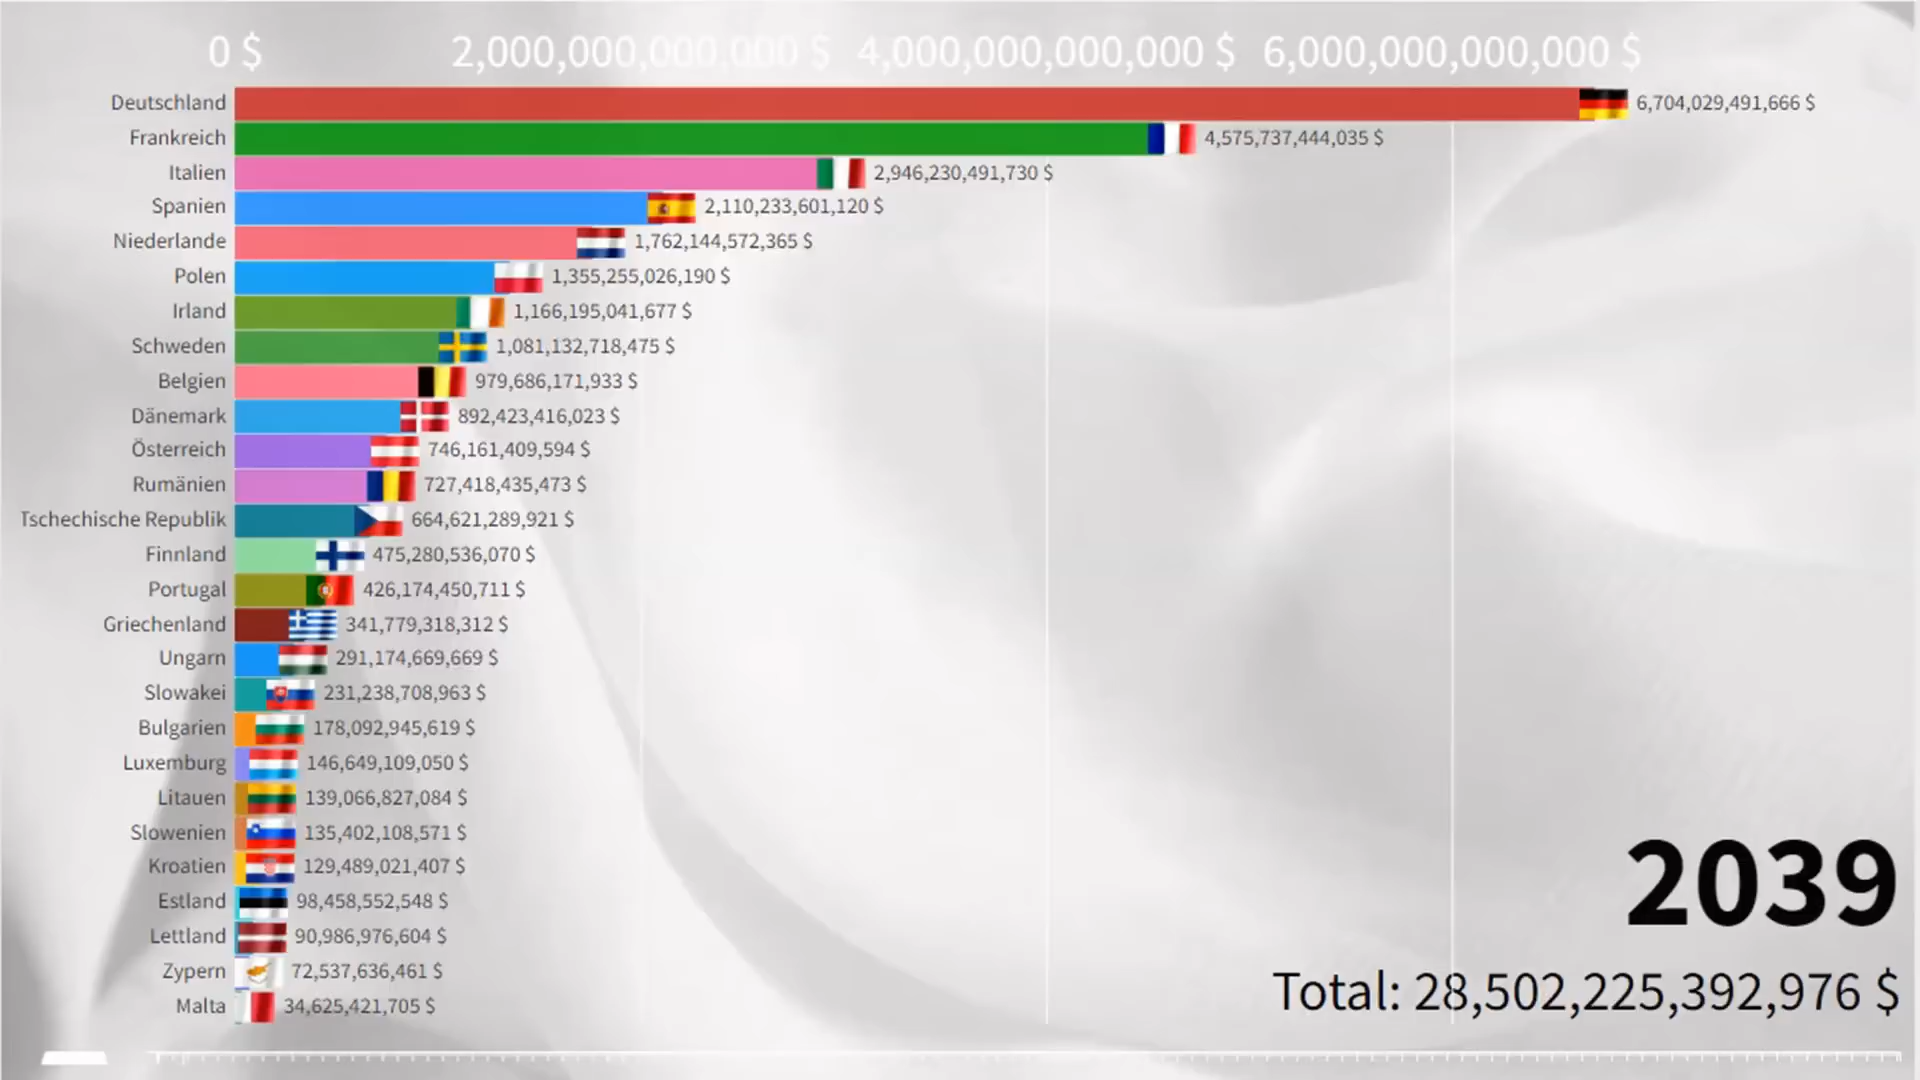 0 $ 2,000,000,000,000 $ 4,000,000,000,000 $ 6,000,000,000,000 $
Deutschland 6,704,029,491,666 $
Frankreich 4,575,737,444,035 $
Italien 2,946,230,491,730 $
Spanien 2,110,233,601,120 $
Niederlande 1,762,144,572,365 $
Polen 1,355,255,026,190 $
Irland 1,166,195,041,677 $
Schweden 1,081,132,718,475 $
Belgien 979,686,171,933 $
Dänemark 892,423,416,023 $
Österreich 746,161,409,594 $
Rumänien 727,418,435,473 $
Tschechische Republik 664,621,289,921 $
Finnland 475,280,536,070 $
Portugal 426,174,450,711 $
Griechenland 341,779,318,312 $
Ungarn 291,174,669,669 $
Slowakei 231,238,708,963 $
Bulgarien 178,092,945,619 $
Luxemburg 146,649,109,050 $
Litauen 139,066,827,084 $
Slowenien 135,402,108,571 $
Kroatien 129,489,021,407 $
Estland 98,458,552,548 $
Lettland 90,986,976,604 $
Zypern 72,537,636,461 $
Malta 34,625,421,705 $
2039
Total: 28,502,225,392,976 $